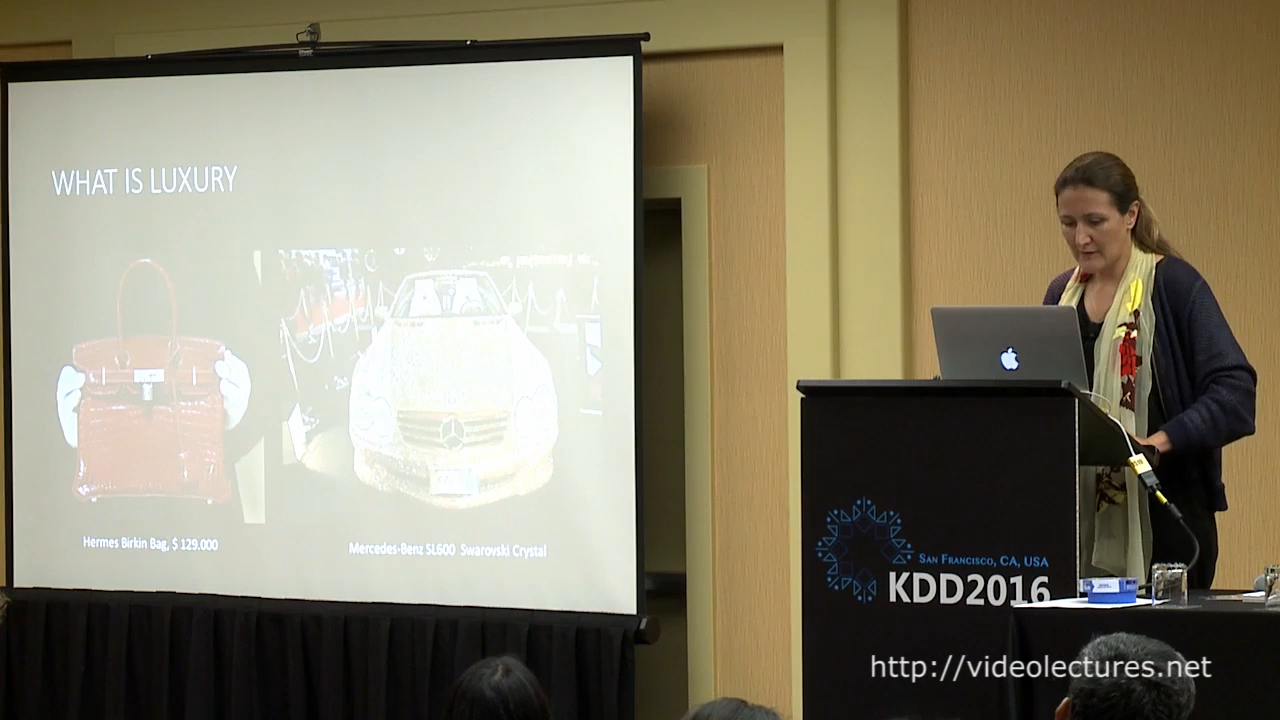 WHAT IS LUXURY
Hermes Birkin Bag, $ 129.000
Mercedes-Benz SL600 Swarovski Crystal
SAN FRANCISCO, CA, USA
KDD2016
http://videolectures.net